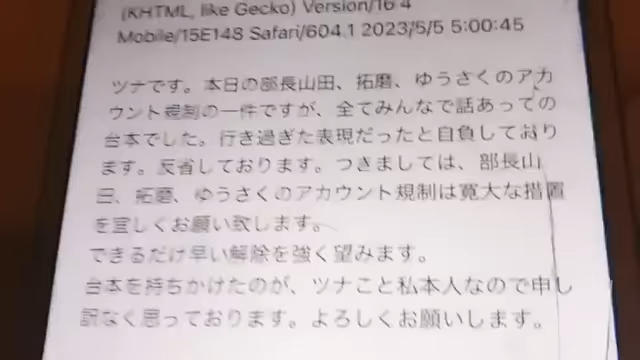 (KHTML, like Gecko) Version/16 4
Mobile/15E148 Safari/604.1 2023/5/5 5:00:45
ツナです。本日の部長山田、拓磨、ゆうさくのアカ
ウント規制の一件ですが、全てみんなで話あっての
台本でした。行き過ぎた表現だったと自負しており
ます。反省しております。つきましては、部長山
田、拓磨、ゆうさくのアカウント規制は寛大な措置
を宜しくお願い致します。
できるだけ早い解除を強く望みます。
台本を持ちかけたのが、ツナこと私本人なので申し
訳なく思っております。よろしくお願いします。